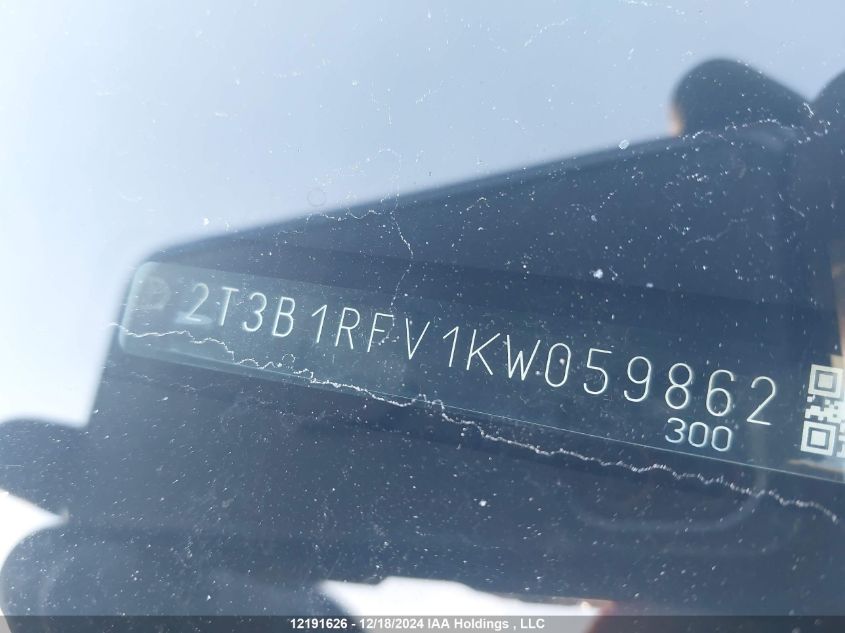 2T3B1RFV1KW059862
300
12191626 - 12/18/2024 IAA Holdings , LLC